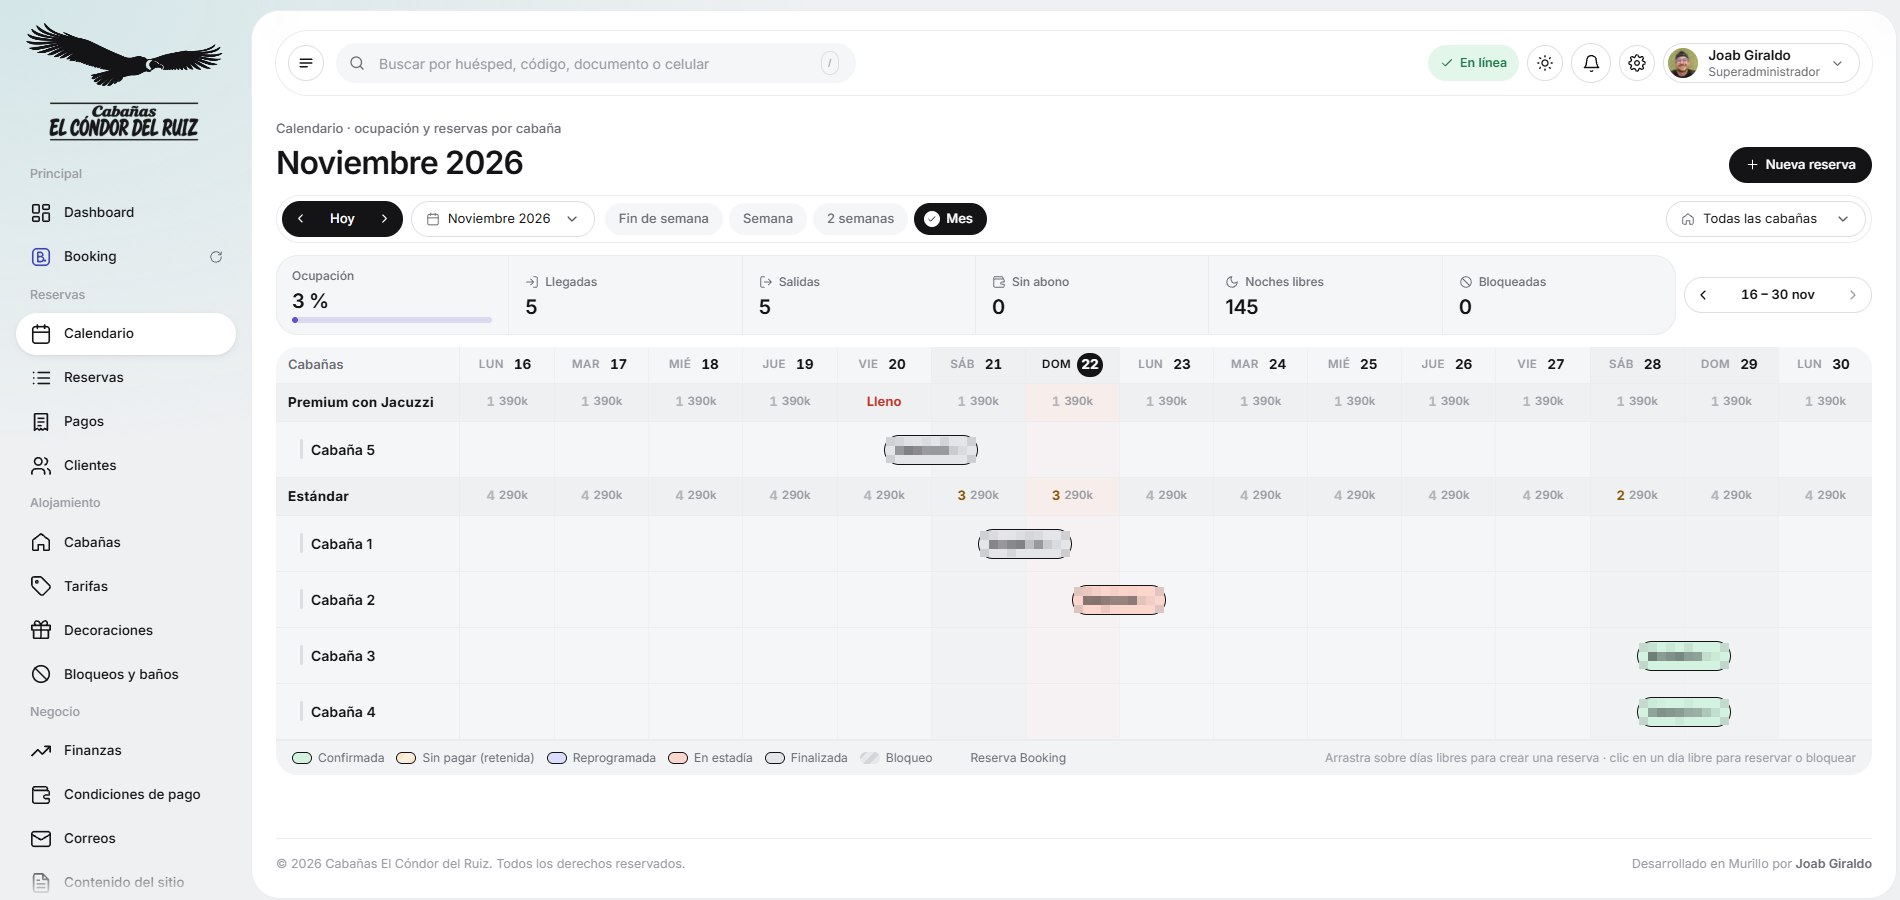 Cabañas
EL CÓNDOR DEL RUIZ
Principal
Dashboard
B. Booking
Reservas
Calendario
Reservas
Pagos
Clientes
Alojamiento
Cabañas
Tarifas
Decoraciones
Bloqueos y baños
Negocio
Finanzas
Condiciones de pago
Correos
Contenido del sitio
Buscar por huésped, código, documento o celular /
En línea
Joab Giraldo
Superadministrador
Calendario · ocupación y reservas por cabaña
Noviembre 2026
+ Nueva reserva
Hoy Noviembre 2026 Fin de semana Semana 2 semanas Mes Todas las cabañas
Ocupación Llegadas Salidas Sin abono Noches libres Bloqueadas
3 % 5 5 0 145 0
16 – 30 nov
Cabañas LUN 16 MAR 17 MIÉ 18 JUE 19 VIE 20 SÁB 21 DOM 22 LUN 23 MAR 24 MIÉ 25 JUE 26 VIE 27 SÁB 28 DOM 29 LUN 30
Premium con Jacuzzi 1 390k 1 390k 1 390k 1 390k Lleno 1 390k 1 390k 1 390k 1 390k 1 390k 1 390k 1 390k 1 390k 1 390k 1 390k
Cabaña 5
Estándar 4 290k 4 290k 4 290k 4 290k 4 290k 3 290k 3 290k 4 290k 4 290k 4 290k 4 290k 4 290k 2 290k 4 290k 4 290k
Cabaña 1
Cabaña 2
Cabaña 3
Cabaña 4
Confirmada Sin pagar (retenida) Reprogramada En estadía Finalizada Bloqueo Reserva Booking Arrastra sobre días libres para crear una reserva · clic en un día libre para reservar o bloquear
© 2026 Cabañas El Cóndor del Ruiz. Todos los derechos reservados.
Desarrollado en Murillo por Joab Giraldo